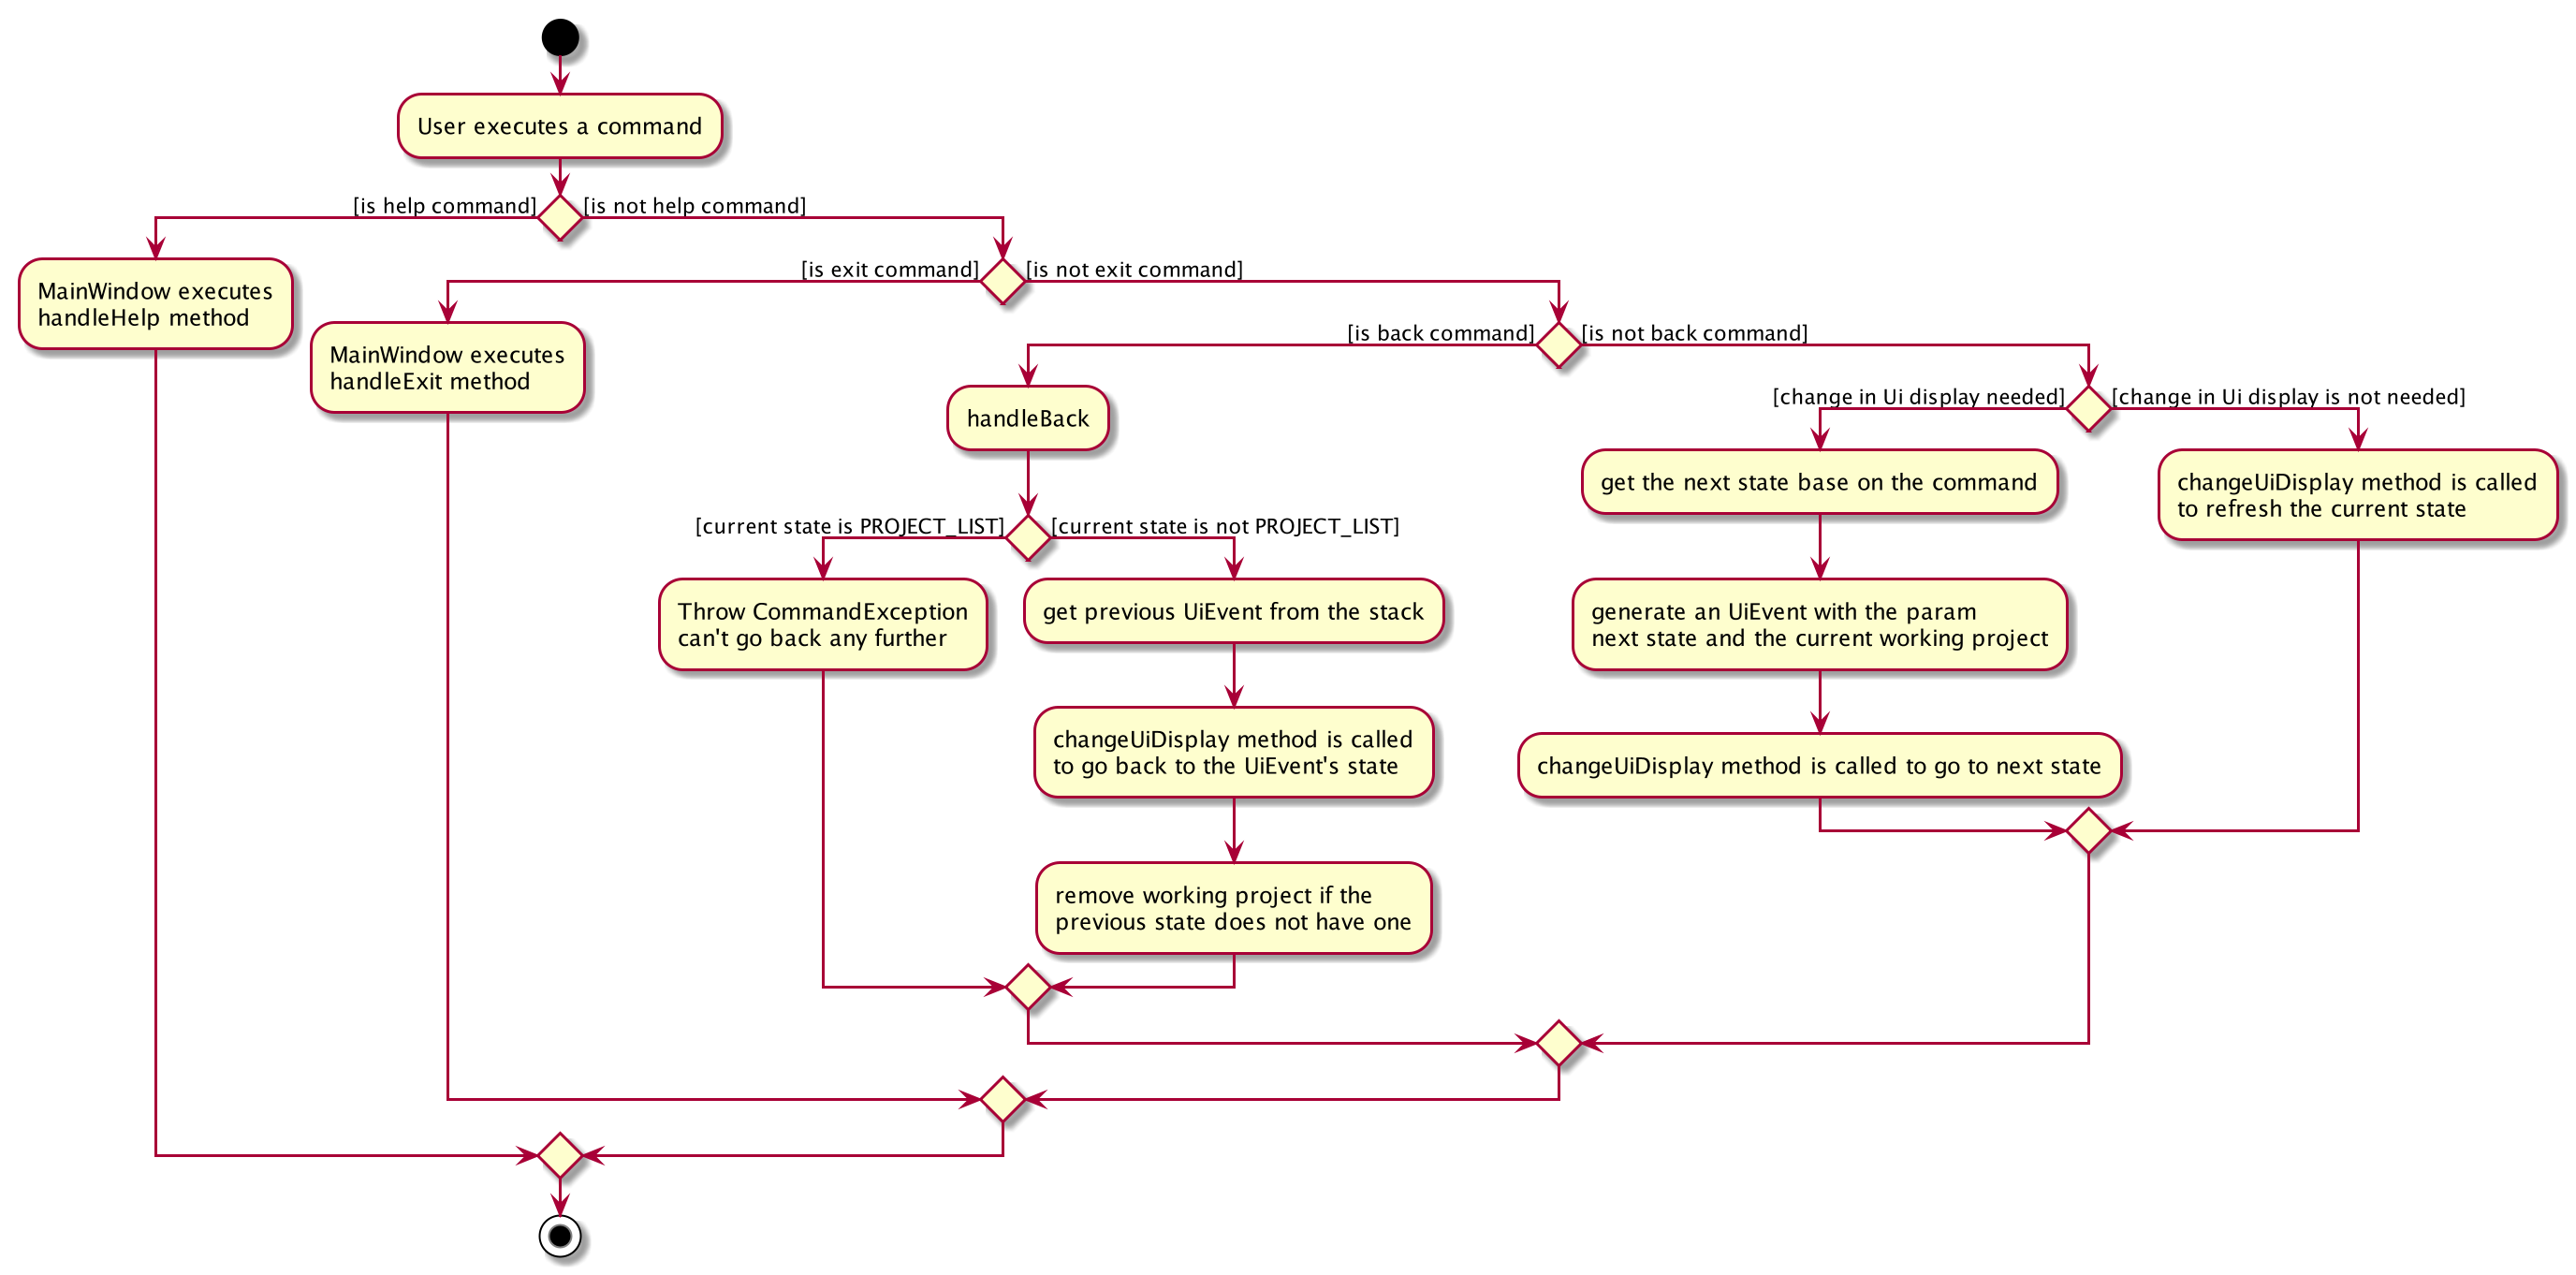 User executes a command
[is help command]
[is not help command]
MainWindow executes
handleHelp method
[is exit command]
[is not exit command]
MainWindow executes
handleExit method
[is back command]
[is not back command]
handleBack
[current state is PROJECT_LIST]
[current state is not PROJECT_LIST]
Throw CommandException
can't go back any further
get previous UiEvent from the stack
changeUiDisplay method is called
to go back to the UiEvent's state
remove working project if the
previous state does not have one
[change in Ui display needed]
[change in Ui display is not needed]
get the next state base on the command
generate an UiEvent with the param
next state and the current working project
changeUiDisplay method is called to go to next state
changeUiDisplay method is called
to refresh the current state